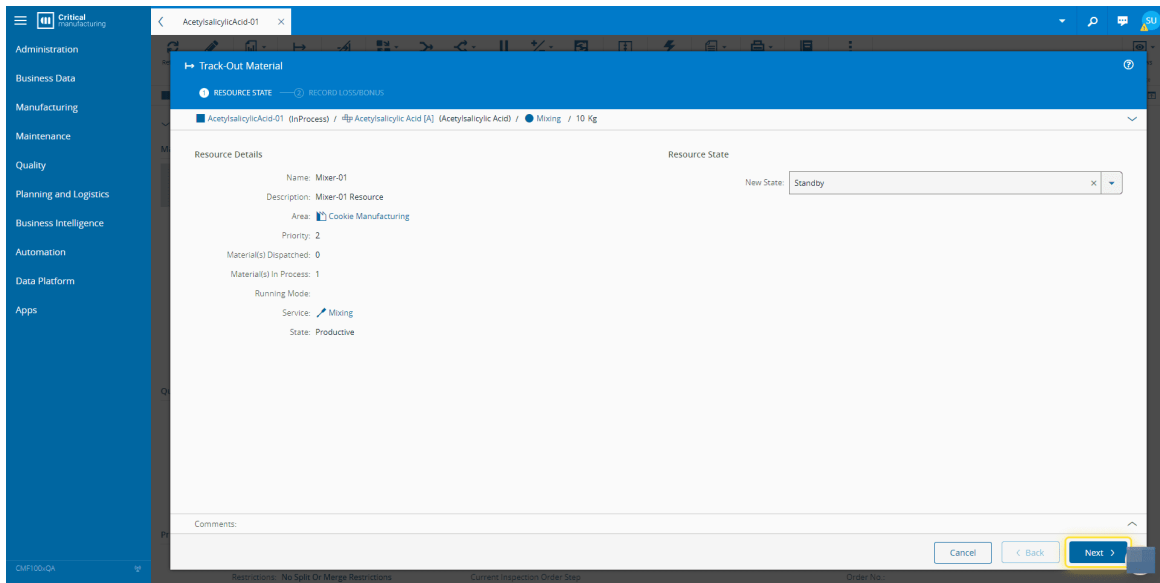 Critical manufacturing
AcetylsalicylicAcid-01
SU
Administration
Business Data
Manufacturing
Maintenance
Quality
Planning and Logistics
Business Intelligence
Automation
Data Platform
Apps
CMF100xQA
Track-Out Material
1 RESOURCE STATE 2 RECORD LOSS/BONUS
AcetylsalicylicAcid-01 (InProcess) / Acetylsalicylic Acid [A] (Acetylsalicylic Acid) / Mixing / 10 Kg
Resource Details
Name: Mixer-01
Description: Mixer-01 Resource
Area: Cookie Manufacturing
Priority: 2
Material(s) Dispatched: 0
Material(s) In Process: 1
Running Mode:
Service: Mixing
State: Productive
Resource State
New State: Standby
Comments:
Cancel
Back
Next
Restrictions: No Split Or Merge Restrictions
Current Inspection Order Step
Order No :